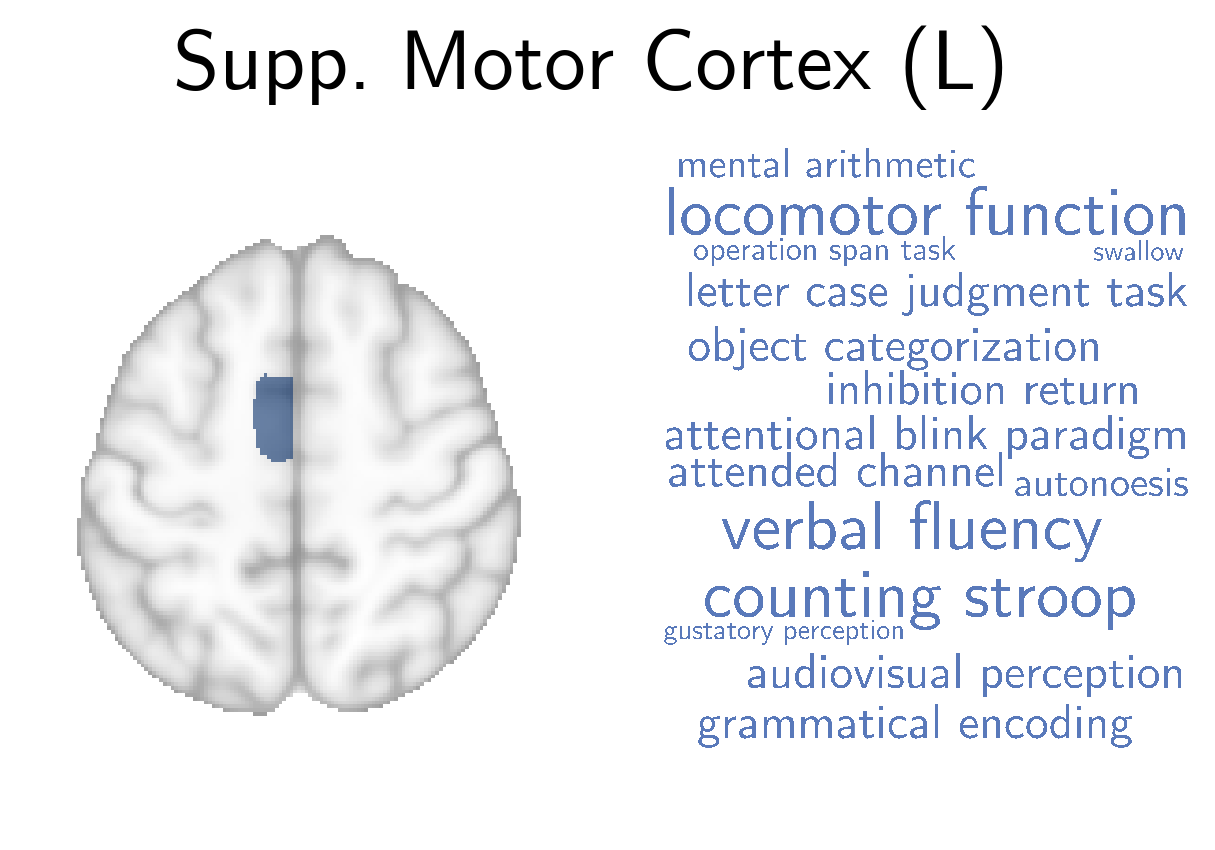 Supp. Motor Cortex (L)
mental arithmetic
locomotor function
operation span task swallow
letter case judgment task
object categorization
inhibition return
attentional blink paradigm
attended channel autonoesis
verbal fluency
counting stroop
gustatory perception
audiovisual perception
grammatical encoding